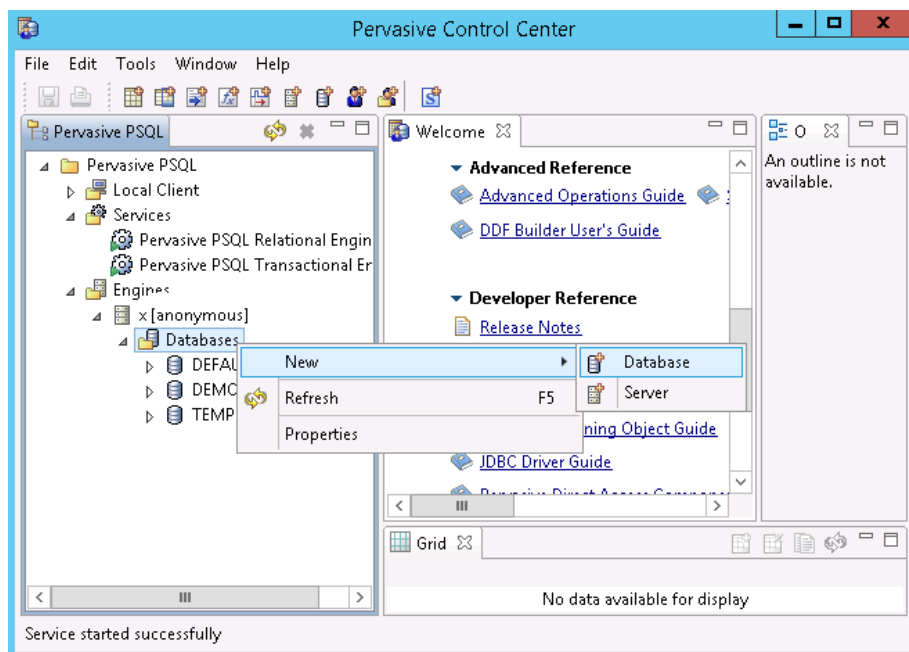 Pervasive Control Center
File Edit Tools Window Help
Pervasive PSQL
Pervasive PSQL
Local Client
Services
Pervasive PSQL Relational Engin
Pervasive PSQL Transactional Er
Engines
x [anonymous]
Databases
DEFAU
DEMO
TEMP
New
Refresh F5
Properties
Database
Server
Welcome
Advanced Reference
Advanced Operations Guide
DDF Builder User's Guide
Developer Reference
Release Notes
ning Object Guide
JDBC Driver Guide
O
An outline is not
available.
Grid
No data available for display
Service started successfully